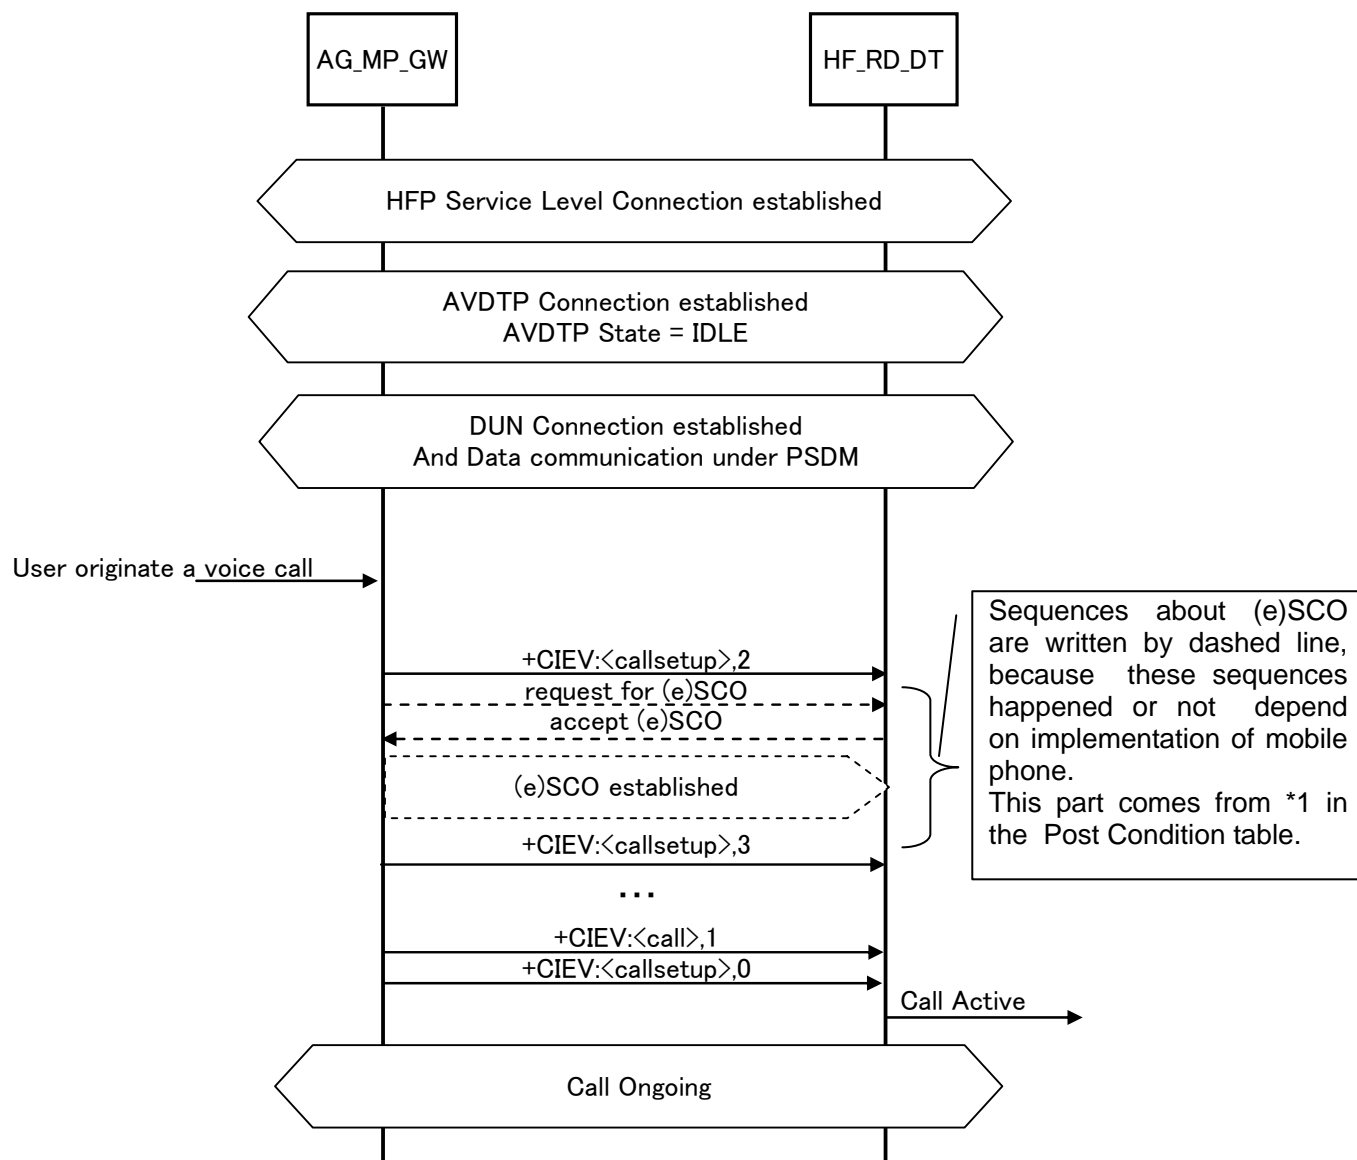 AG_MP_GW
HF_RD_DT
HFP Service Level Connection established
AVDTP Connection established
AVDTP State = IDLE
DUN Connection established
And Data communication under PSDM
User originate a voice call
+CIEV:<callsetup>,2
request for (e)SCO
accept (e)SCO
(e)SCO established
+CIEV:<callsetup>,3
...
Sequences about (e)SCO
are written by dashed line,
because these sequences
happened or not depend
on implementation of mobile
phone.
This part comes from *1 in
the Post Condition table.
+CIEV:<call>,1
+CIEV:<callsetup>,0
Call Active
Call Ongoing